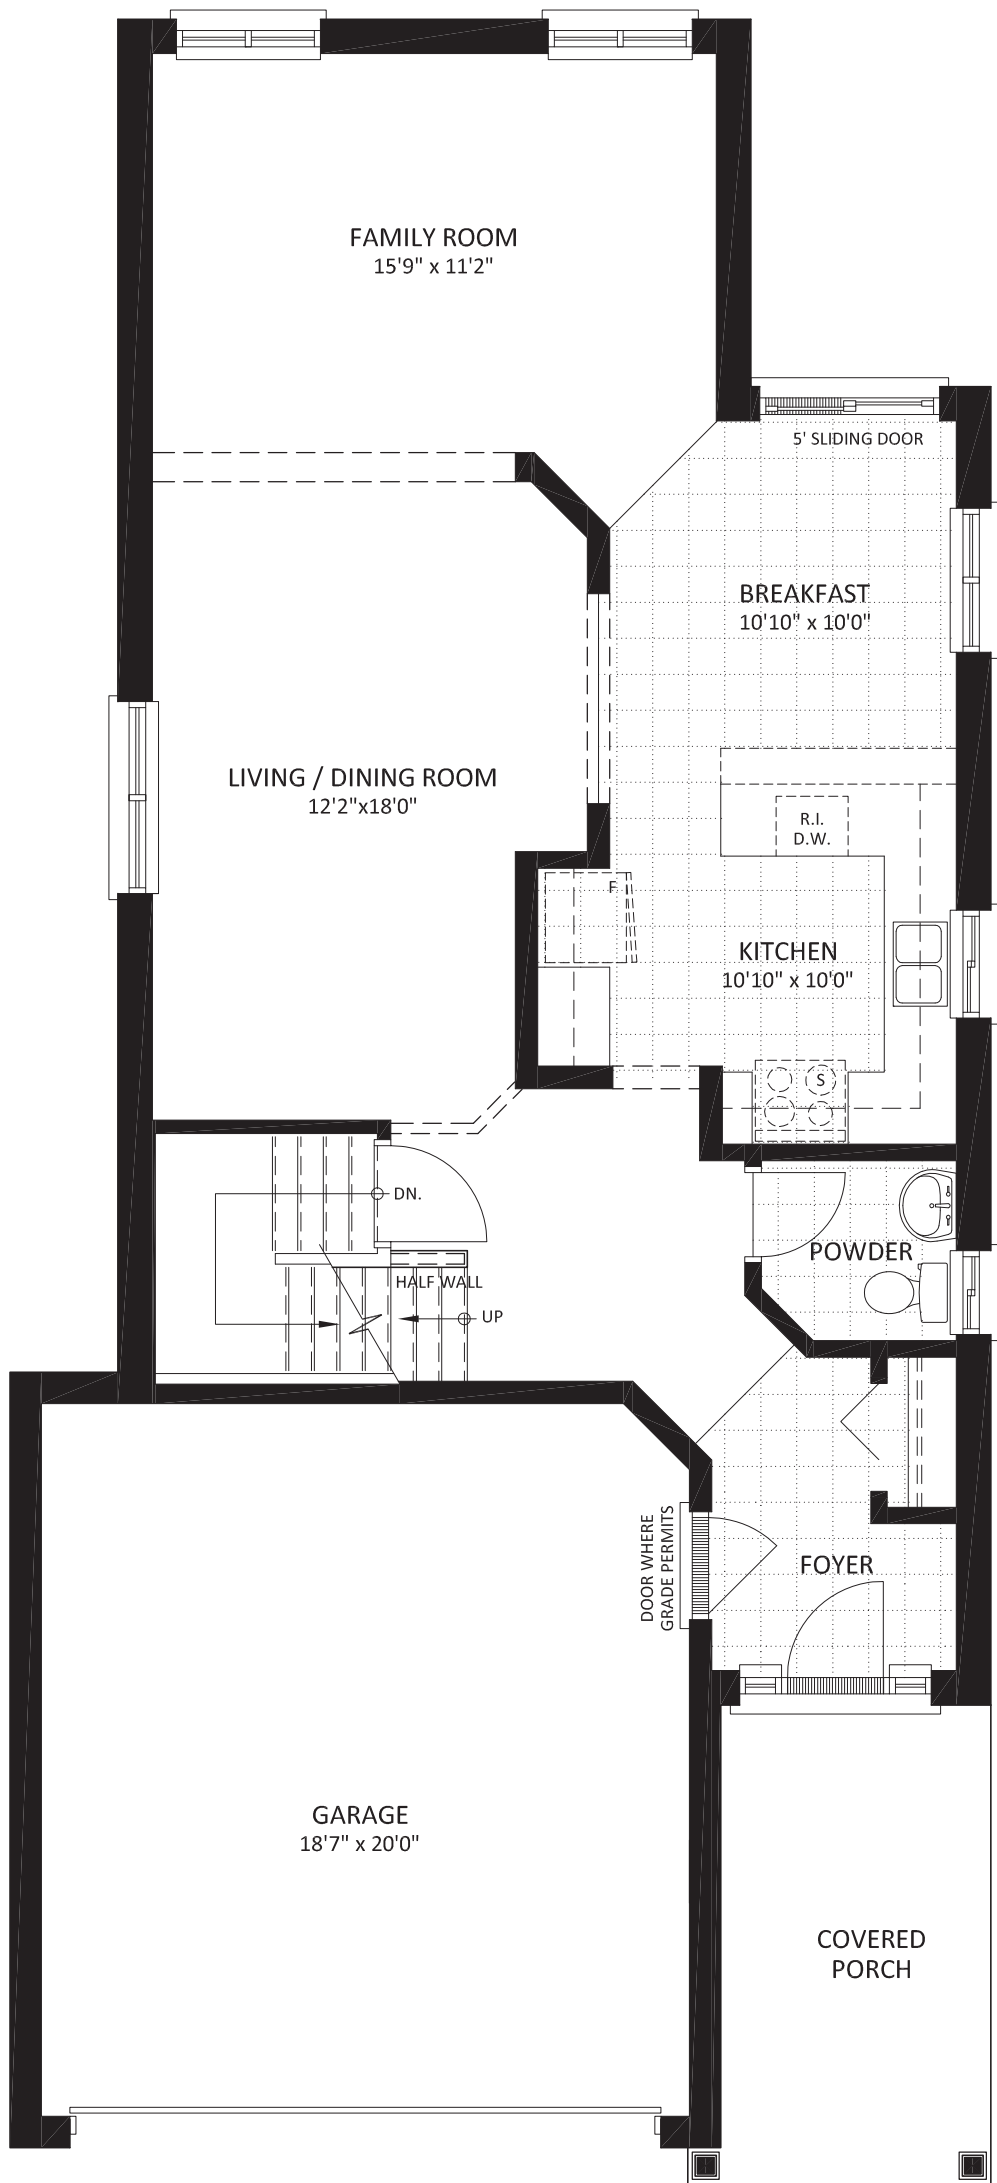 FAMILY ROOM
15'9" x 11'2"
5' SLIDING DOOR
BREAKFAST
10'10" x 10'0"
LIVING / DINING ROOM
12'2"x18'0"
R.I.
D.W.
F
KITCHEN
10'10" x 10'0"
S
DN.
POWDER
HALF WALL
UP
DOOR WHERE
GRADE PERMITS
FOYER
GARAGE
18'7" x 20'0"
COVERED
PORCH